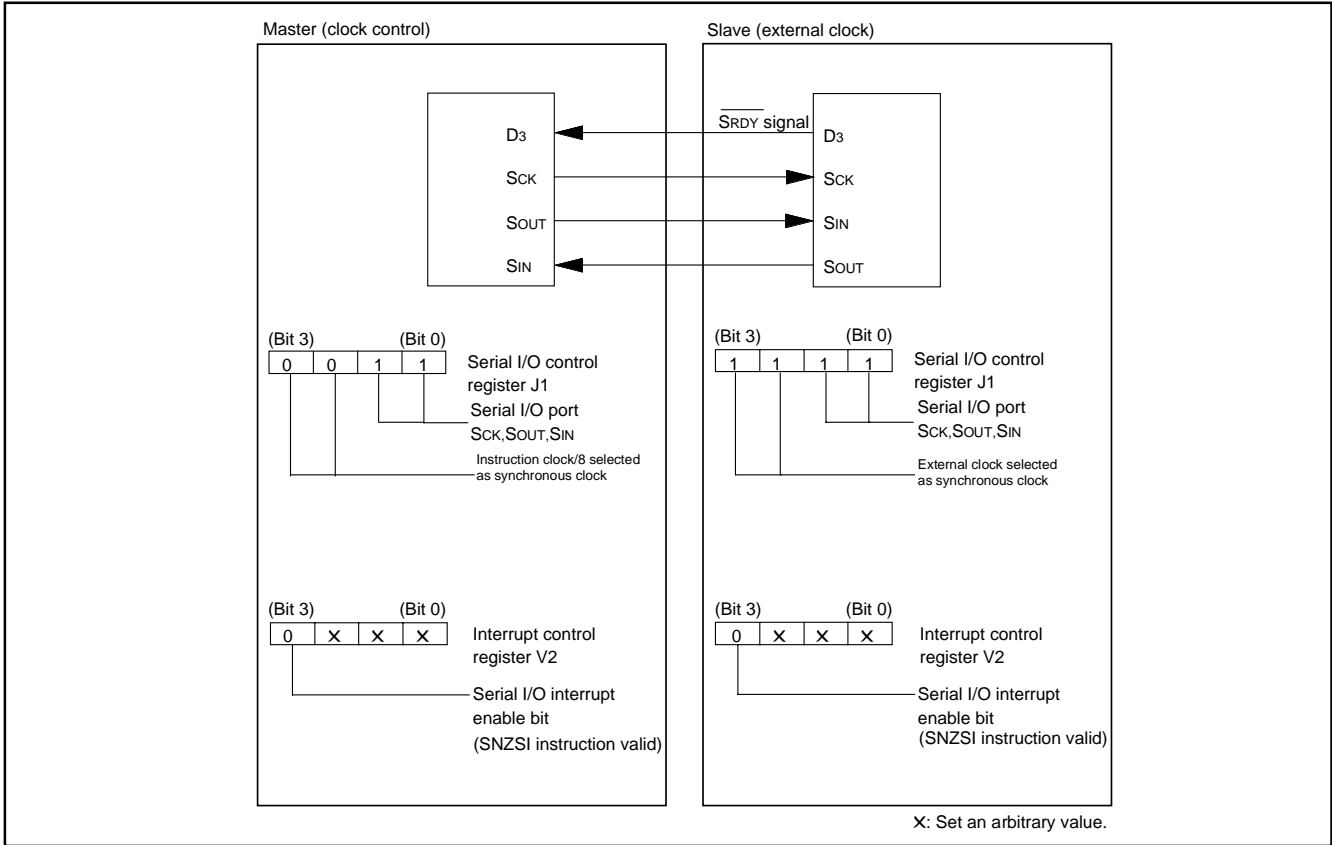 Master (clock control)
D3
SCK
SOUT
SIN
(Bit 3) (Bit 0)
0 0 1 1
Serial I/O control
register J1
Serial I/O port
SCK,SOUT,SIN
Instruction clock/8 selected
as synchronous clock
(Bit 3) (Bit 0)
0 X X X
Interrupt control
register V2
Serial I/O interrupt
enable bit
(SNZSI instruction valid)
Slave (external clock)
SRDY signal
D3
SCK
SIN
SOUT
(Bit 3) (Bit 0)
1 1 1 1
Serial I/O control
register J1
Serial I/O port
SCK,SOUT,SIN
External clock selected
as synchronous clock
(Bit 3) (Bit 0)
0 X X X
Interrupt control
register V2
Serial I/O interrupt
enable bit
(SNZSI instruction valid)
X: Set an arbitrary value.